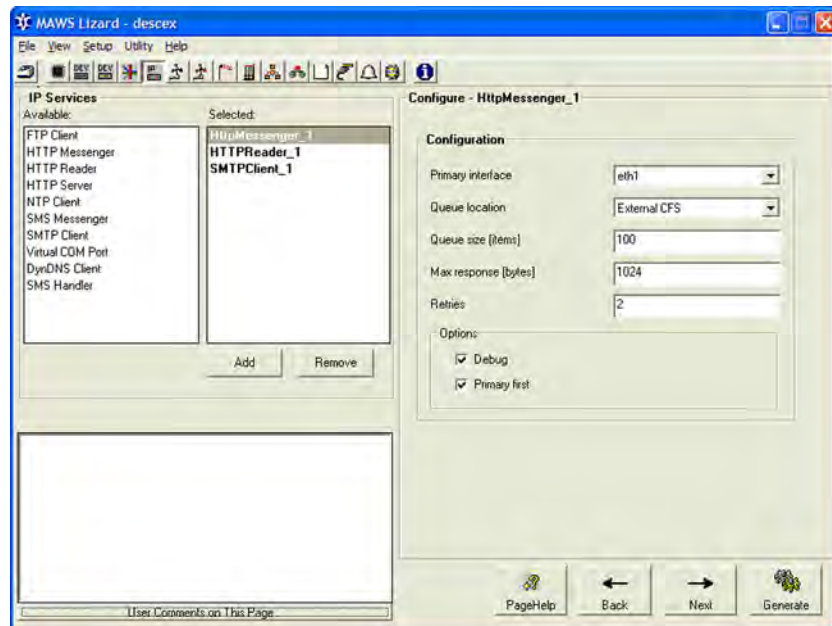 MAWS Lizard - descex
File View Setup Utility Help
DEV DEV IP
IP Services
Available:
Selected:
FTP Client
HTTP Messenger
HTTP Reader
HTTP Server
NTP Client
SMS Messenger
SMTP Client
Virtual COM Port
DynDNS Client
SMS Handler
HttpMessenger_1
HTTPReader_1
SMTPClient_1
Add Remove
User Comments on This Page
Configure - HttpMessenger_1
Configuration
Primary interface eth1
Queue location External CFS
Queue size [items] 100
Max response [bytes] 1024
Retries 2
Options
Debug
Primary first
PageHelp Back Next Generate